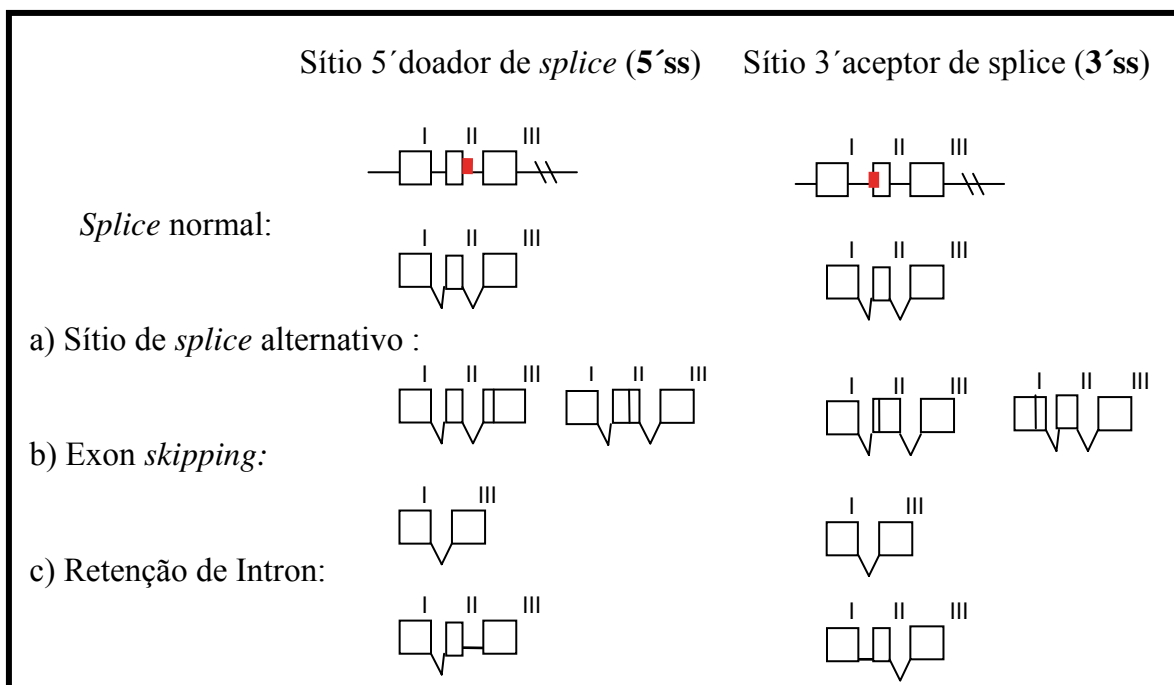 Sítio 5´doador de splice (5´ss) Sítio 3´aceptor de splice (3´ss)
I II III I II III
Splice normal:
I II III I II III
a) Sítio de splice alternativo :
I II III I II III I II III I II III
b) Exon skipping:
I III I III
c) Retenção de Intron:
I II III I II III